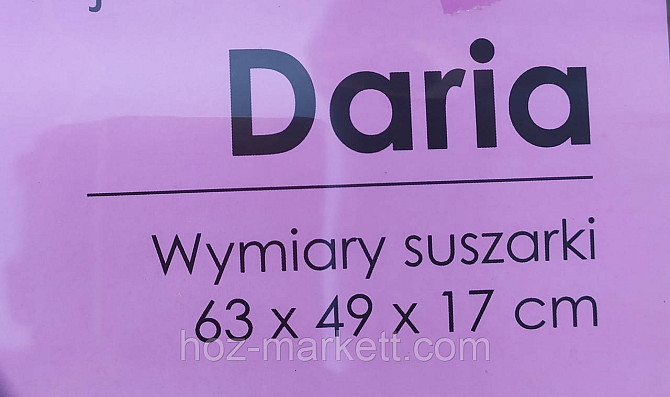 j
Daria
Wymiary suszarki
63 x 49 x 17 cm
hoz-markett.com